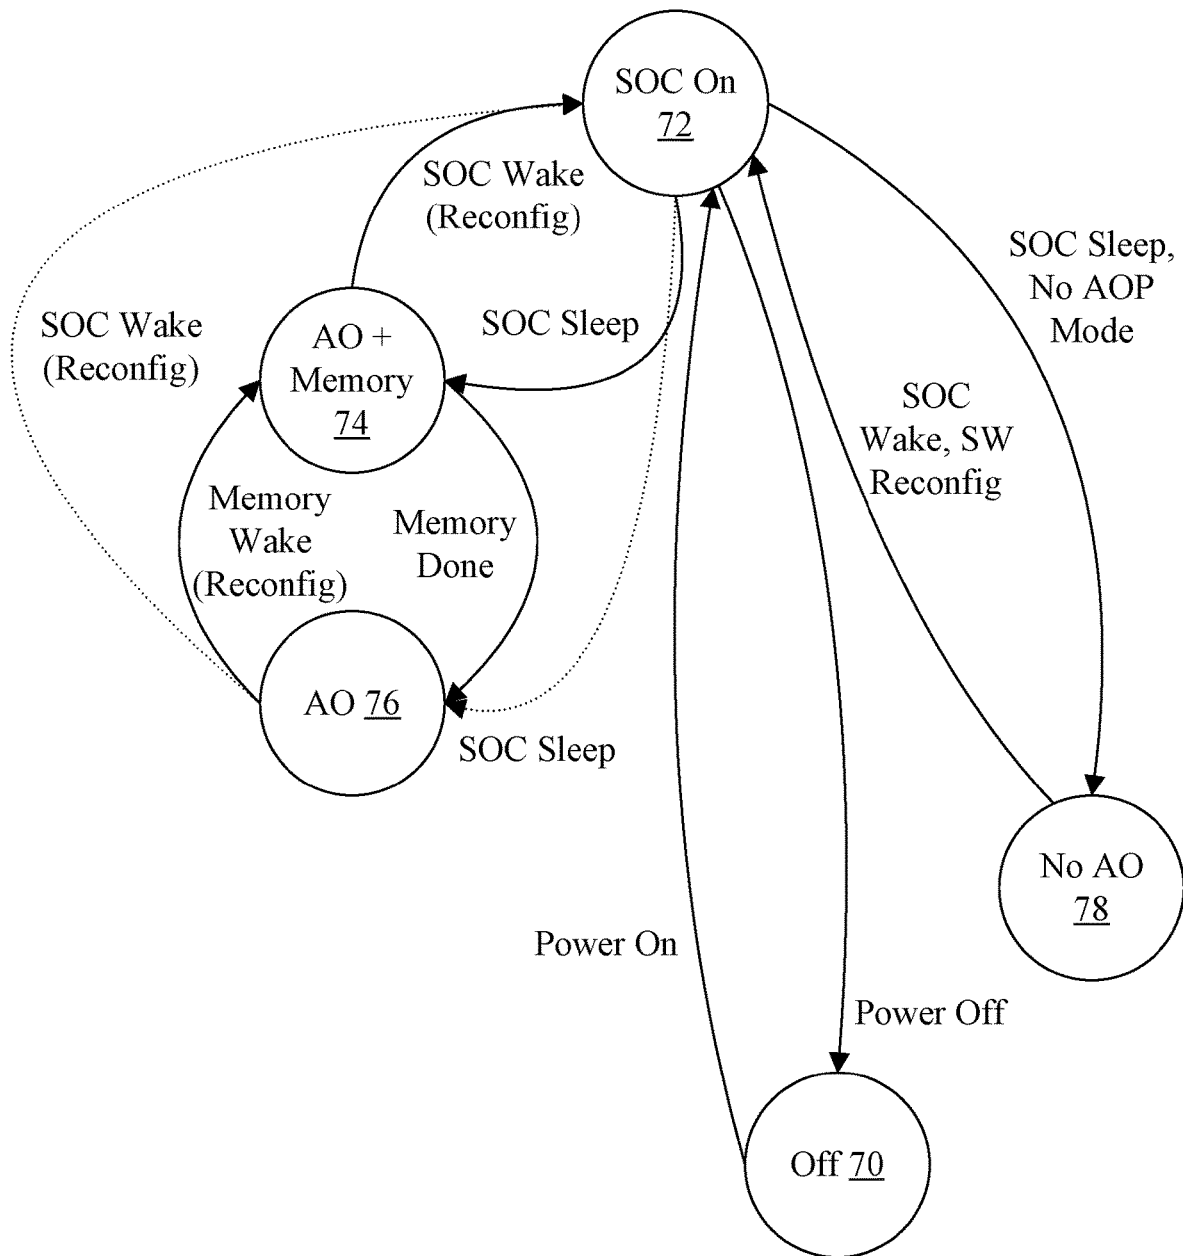 SOC On
72
SOC Wake
(Reconfig)
SOC Sleep,
No AOP
Mode
SOC Wake
(Reconfig)
SOC Sleep
AO +
Memory
74
SOC
Wake, SW
Reconfig
Memory
Wake
(Reconfig)
Memory
Done
AO 76
SOC Sleep
No AO
78
Power On
Power Off
Off 70